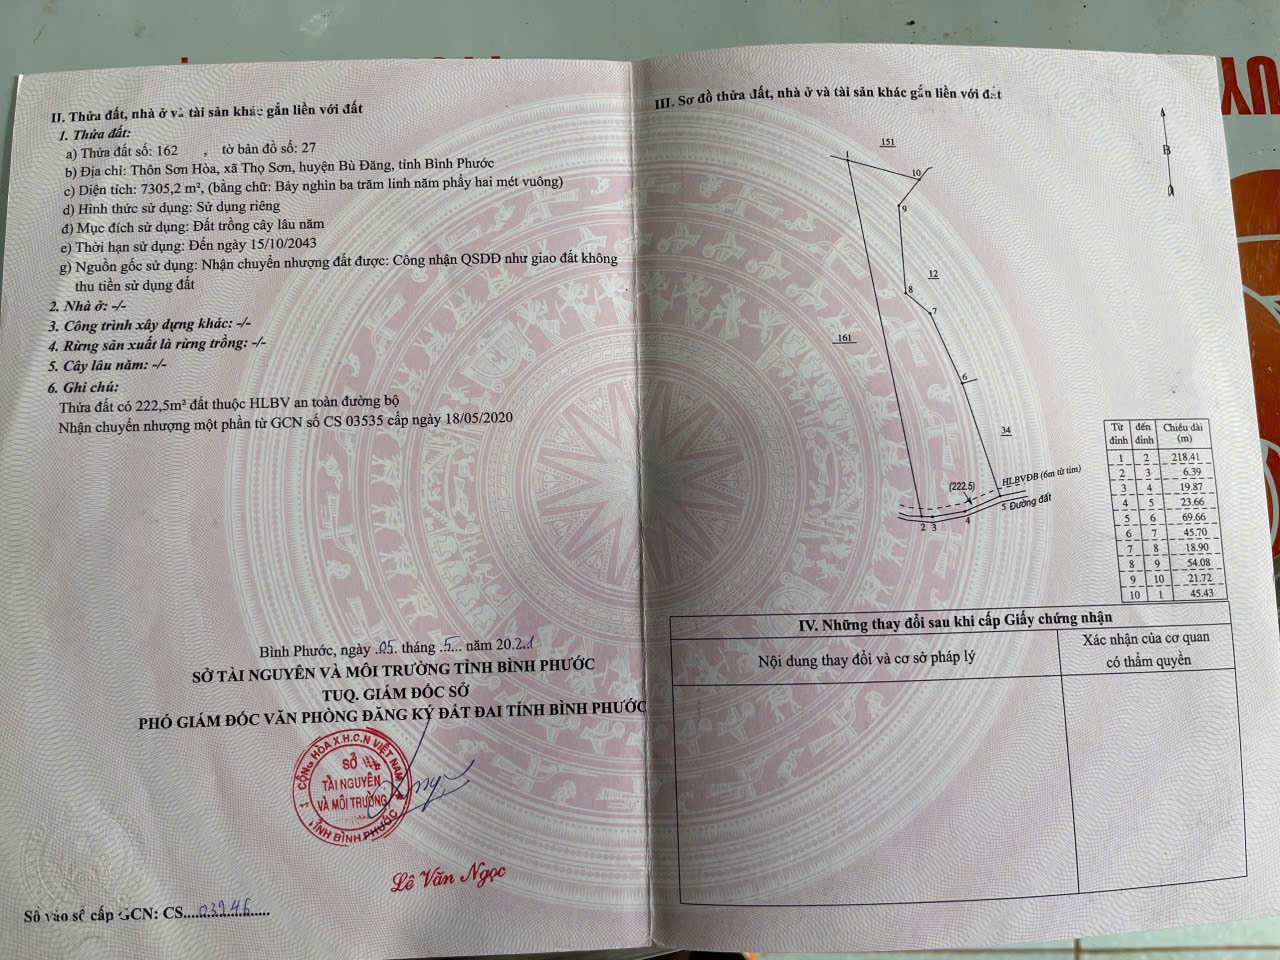 II. Thửa đất, nhà ở và tài sản khác gắn liền với đất
1. Thửa đất:
a) Thửa đất số: 162 , tờ bản đồ số: 27
b) Địa chỉ: Thôn Sơn Hòa, xã Thọ Sơn, huyện Bù Đăng, tỉnh Bình Phước
c) Diện tích: 7305,2 m², (bằng chữ: Bảy nghìn ba trăm linh năm phẩy hai mét vuông)
d) Hình thức sử dụng: Sử dụng riêng
đ) Mục đích sử dụng: Đất trồng cây lâu năm
e) Thời hạn sử dụng: Đến ngày 15/10/2043
g) Nguồn gốc sử dụng: Nhận chuyển nhượng đất được: Công nhận QSDĐ như giao đất không
thu tiền sử dụng đất
2. Nhà ở: -/-
3. Công trình xây dựng khác: -/-
4. Rừng sản xuất là rừng trồng: -/-
5. Cây lâu năm: -/-
6. Ghi chú:
Thửa đất có 222,5m² đất thuộc HLBV an toàn đường bộ
Nhận chuyển nhượng một phần từ GCN số CS 03535 cấp ngày 18/05/2020
Bình Phước, ngày .05. tháng .5... năm 20.21
SỞ TÀI NGUYÊN VÀ MÔI TRƯỜNG TỈNH BÌNH PHƯỚC
TUQ. GIÁM ĐỐC SỞ
PHÓ GIÁM ĐỐC VĂN PHÒNG ĐĂNG KÝ ĐẤT ĐAI TỈNH BÌNH PHƯỚC
CỘNG HÒA X.H.C.N VIỆT NAM
SỞ
TÀI NGUYÊN
VÀ MÔI TRƯỜNG
TỈNH BÌNH PHƯỚC
Lê Văn Ngọc
Số vào sổ cấp GCN: CS....03946....
III. Sơ đồ thửa đất, nhà ở và tài sản khác gắn liền với đất
151
1
10
B
9
12
8
7
161
6
34
HLBVĐB (6m từ tim)
(222.5)
5 Đường đất
2 3 4
Từ đỉnh đến đỉnh Chiều dài (m)
1 2 218.41
2 3 6.39
3 4 19.87
4 5 23.66
5 6 69.66
6 7 45.70
7 8 18.90
8 9 54.08
9 10 21.72
10 1 45.43
IV. Những thay đổi sau khi cấp Giấy chứng nhận
Nội dung thay đổi và cơ sở pháp lý
Xác nhận của cơ quan
có thẩm quyền